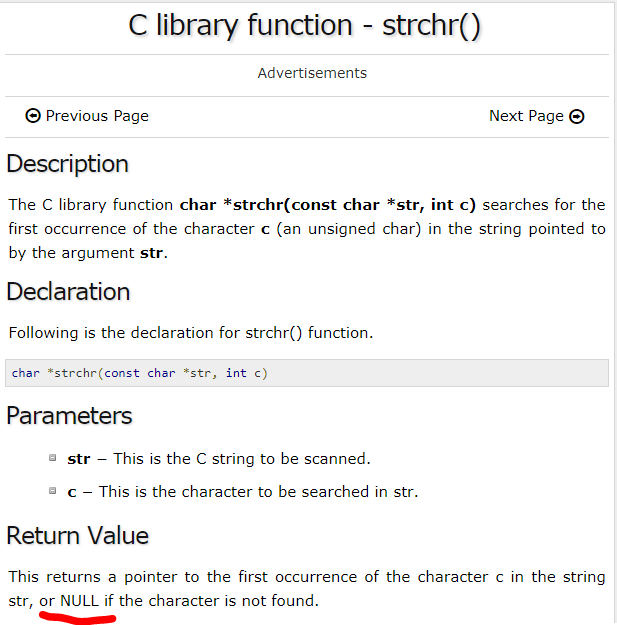 C library function - strchr()
Advertisements
Previous Page
Next Page
Description
The C library function char *strchr(const char *str, int c) searches for the
first occurrence of the character c (an unsigned char) in the string pointed to
by the argument str.
Declaration
Following is the declaration for strchr() function.
char *strchr(const char *str, int c)
Parameters
str − This is the C string to be scanned.
c − This is the character to be searched in str.
Return Value
This returns a pointer to the first occurrence of the character c in the string
str, or NULL if the character is not found.